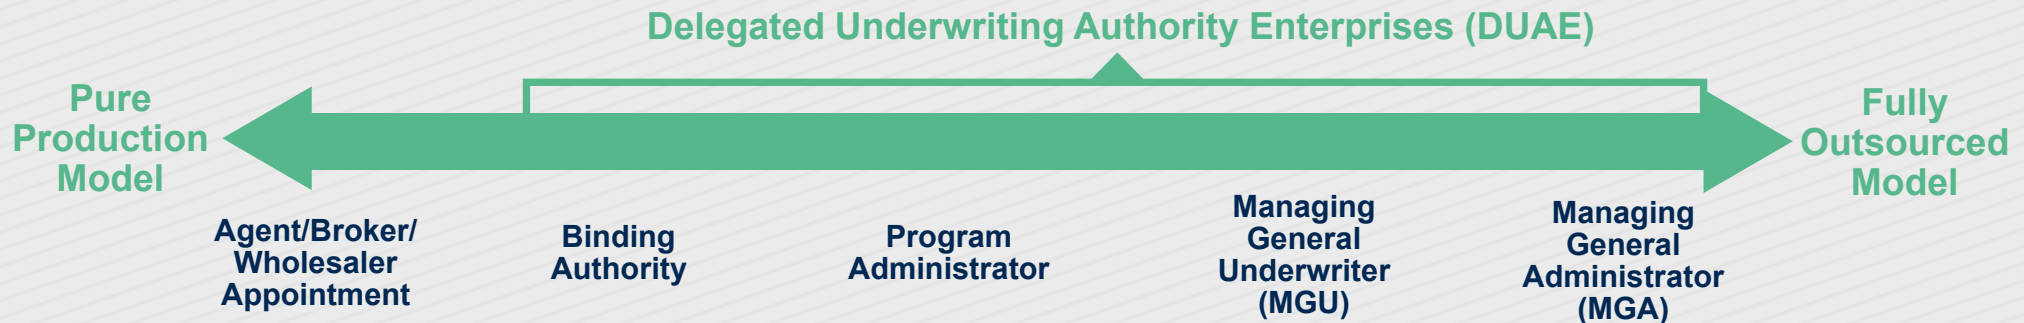 Delegated Underwriting Authority Enterprises (DUAE)
Pure
Production
Model
Fully
Outsourced
Model
Agent/Broker/
Wholesaler
Appointment
Binding
Authority
Program
Administrator
Managing
General
Underwriter
(MGU)
Managing
General
Administrator
(MGA)